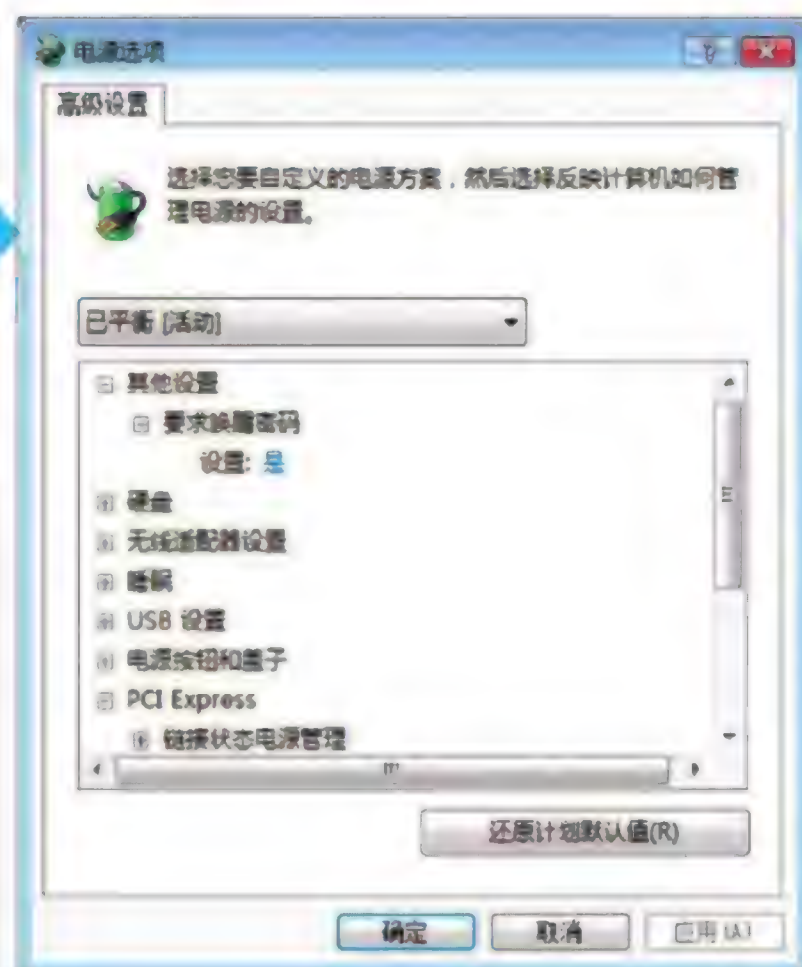 电源选项
高级设置
选择您要自定义的电源方案，然后选择反映计算机如何管
理电源的设置。
已平衡 [活动]
其他设置
要求唤醒密码
设置: 是
硬盘
无线适配器设置
睡眠
USB 设置
电源按钮和盖子
PCI Express
链接状态电源管理
还原计划默认值(R)
确定
取消
应用(A)